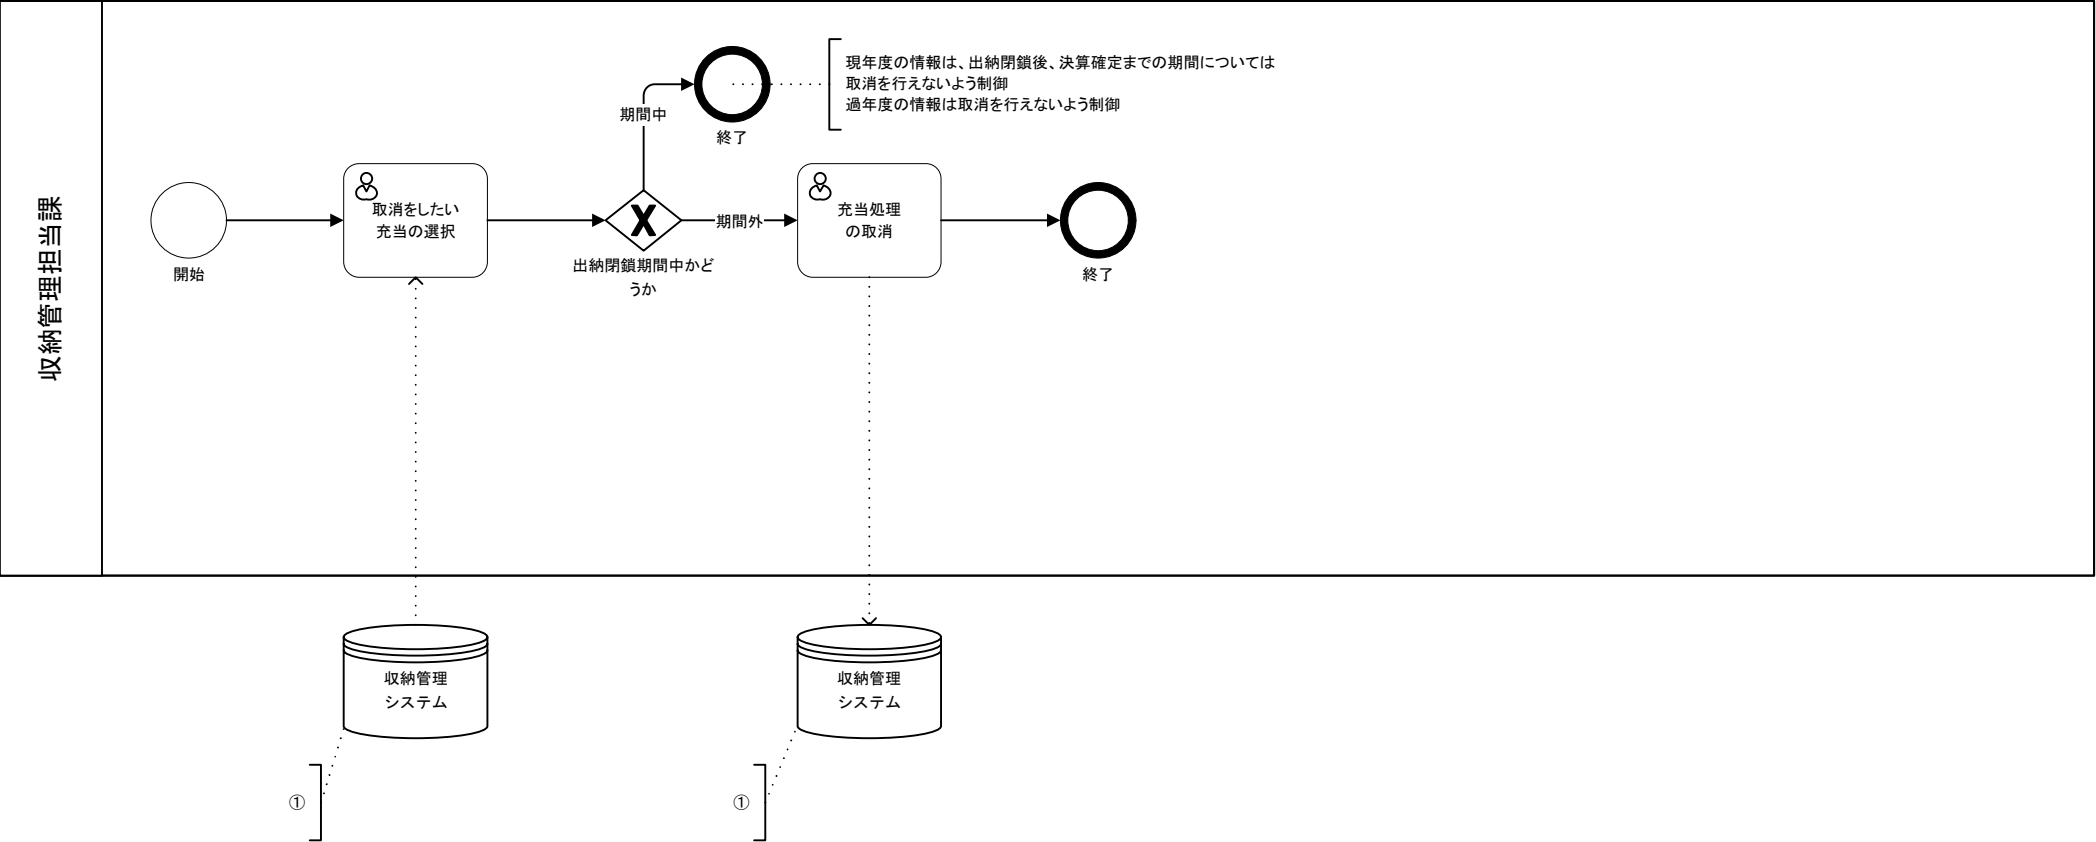 収納管理担当課
現年度の情報は、出納閉鎖後、決算確定までの期間については
取消を行えないよう制御
過年度の情報は取消を行えないよう制御
期間中
終了
取消をしたい
充当の選択
充当処理
の取消
期間外
開始
出納閉鎖期間中かど
うか
終了
収納管理
システム
収納管理
システム
①
①